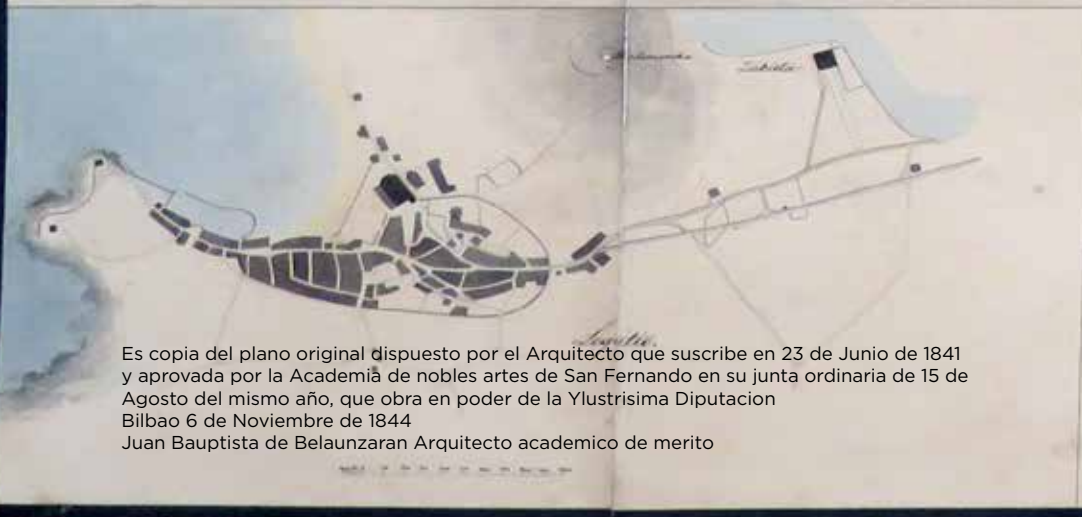 Es copia del plano original dispuesto por el Arquitecto que suscribe en 23 de Junio de 1841
y aprovada por la Academia de nobles artes de San Fernando en su junta ordinaria de 15 de
Agosto del mismo año, que obra en poder de la Ylustrisima Diputacion
Bilbao 6 de Noviembre de 1844
Juan Bauptista de Belaunzaran Arquitecto academico de merito